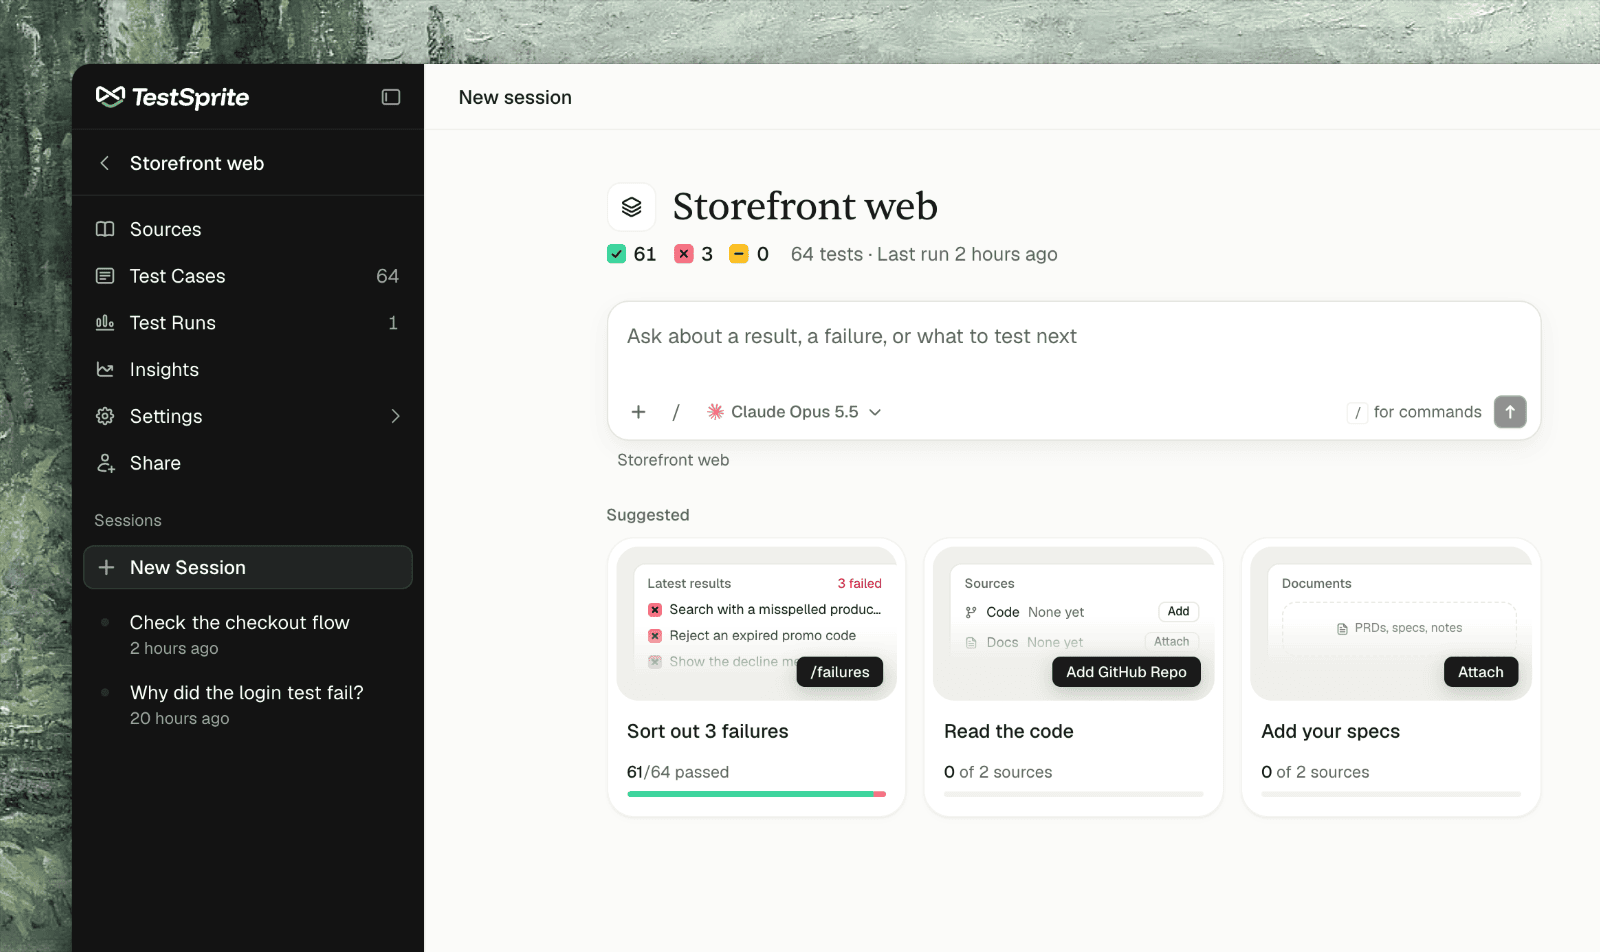 TestSprite
Storefront web
Sources
Test Cases 64
Test Runs 1
Insights
Settings
Share
Sessions
New Session
Check the checkout flow
2 hours ago
Why did the login test fail?
20 hours ago
New session
Storefront web
61 3 0 64 tests · Last run 2 hours ago
Ask about a result, a failure, or what to test next
/ Claude Opus 5.5 / for commands
Storefront web
Suggested
Latest results 3 failed
Search with a misspelled produc...
Reject an expired promo code
Show the decline me
/failures
Sort out 3 failures
61/64 passed
Sources
Code None yet Add
Docs None yet Attach
Add GitHub Repo
Read the code
0 of 2 sources
Documents
PRDs, specs, notes
Attach
Add your specs
0 of 2 sources